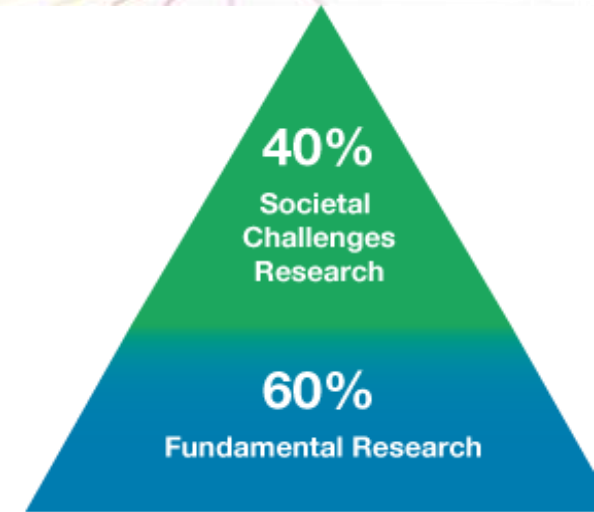 40%
Societal
Challenges
Research
60%
Fundamental Research